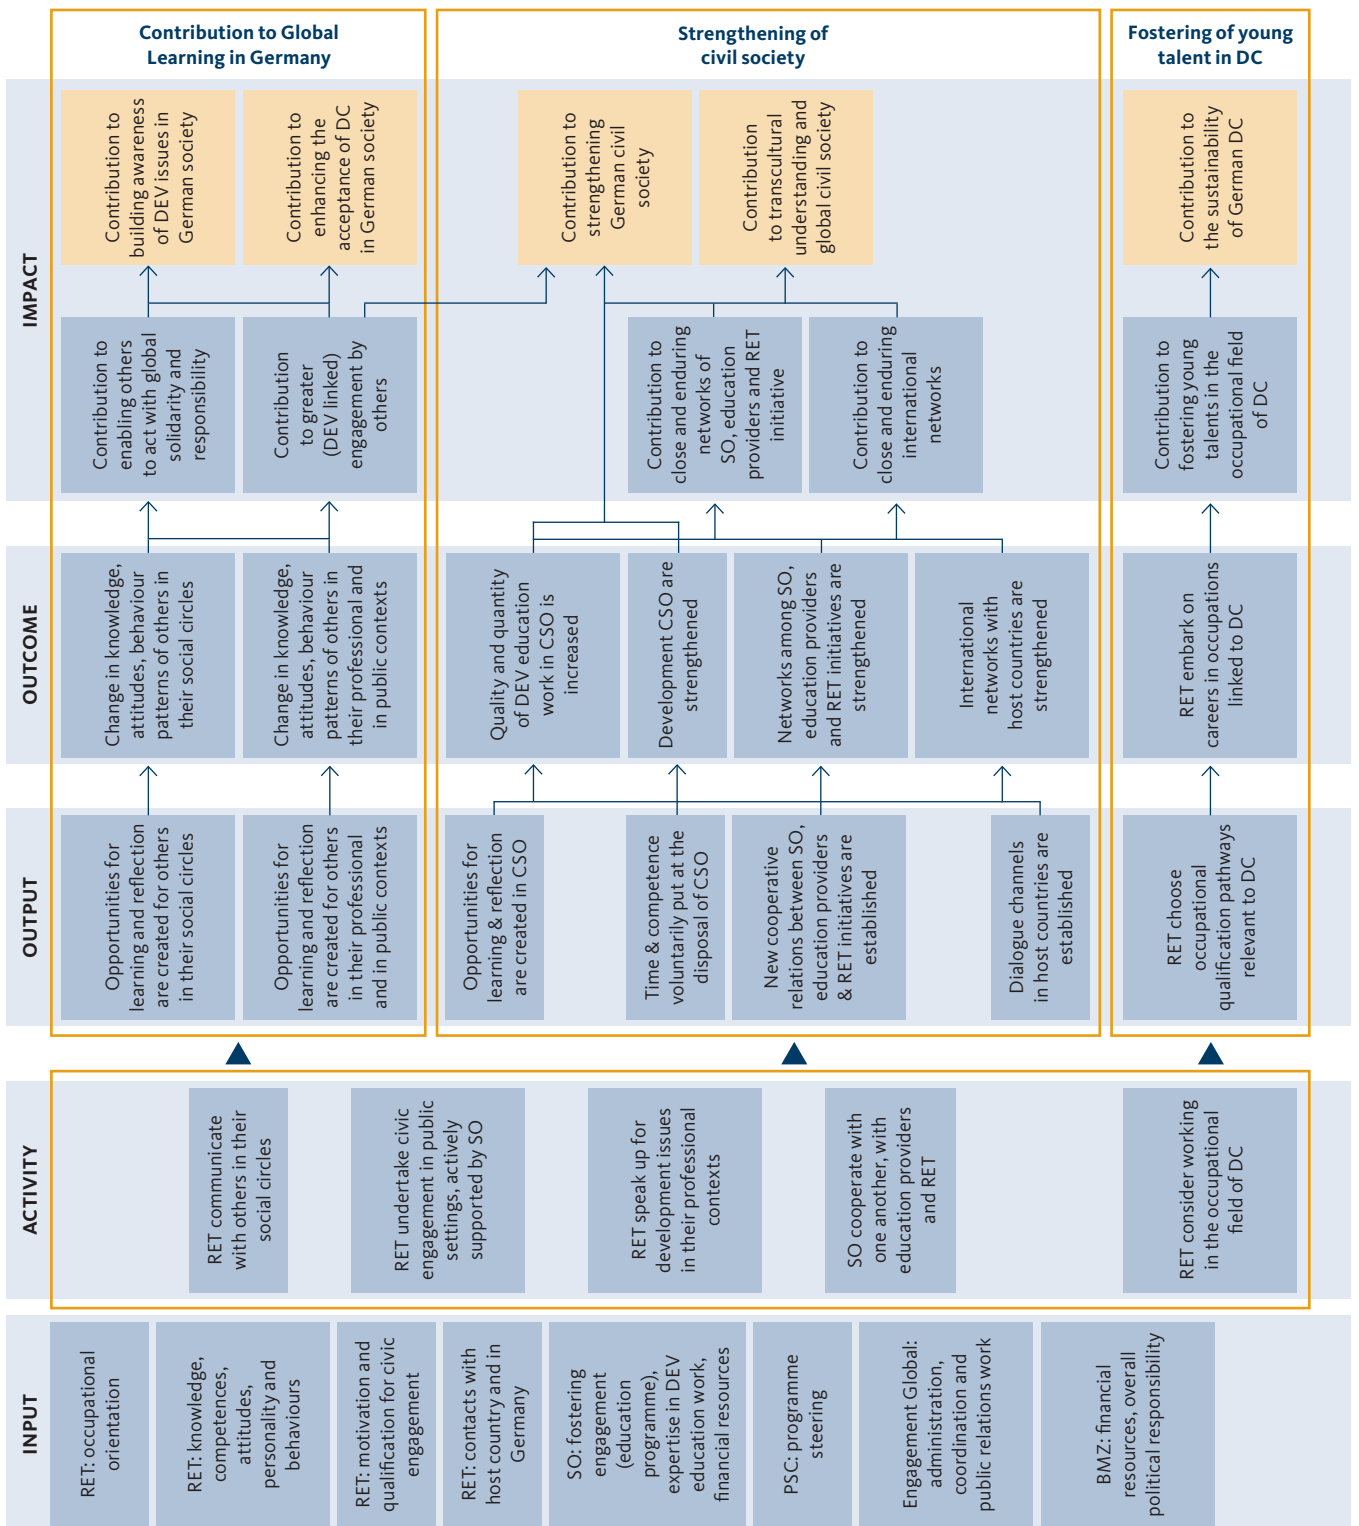 Contribution to Global
Learning in Germany
Strengthening of
civil society
Fostering of young
talent in DC
IMPACT
Contribution to
building awareness
of DEV issues in
German society
Contribution to
enhancing the
acceptance of DC
in German society
Contribution to
strengthening
German civil
society
Contribution
to transcultural
understanding and
global civil society
Contribution to
the sustainability
of German DC
Contribution to
enabling others
to act with global
solidarity and
responsibility
Contribution
to greater
(DEV linked)
engagement by
others
Contribution to
close and enduring
networks of
SO, education
providers and RET
initiative
Contribution to
close and enduring
international
networks
Contribution to
fostering young
talents in the
occupational field
of DC
OUTCOME
Change in knowledge,
attitudes, behaviour
patterns of others in
their social circles
Change in knowledge,
attitudes, behaviour
patterns of others in
their professional and
in public contexts
Quality and quantity
of DEV education
work in CSO is
increased
Development CSO are
strengthened
Networks among SO,
education providers
and RET initiatives are
strengthened
International
networks with
host countries are
strengthened
RET embark on
careers in occupations
linked to DC
OUTPUT
Opportunities for
learning and reflection
are created for others
in their social circles
Opportunities for
learning and reflection
are created for others
in their professional
and in public contexts
Opportunities for
learning & reflection
are created in CSO
Time & competence
voluntarily put at the
disposal of CSO
New cooperative
relations between SO,
education providers
& RET initiatives are
established
Dialogue channels
in host countries are
established
RET choose
occupational
qualification pathways
relevant to DC
ACTIVITY
RET communicate
with others in their
social circles
RET undertake civic
engagement in public
settings, actively
supported by SO
RET speak up for
development issues
in their professional
contexts
SO cooperate with
one another, with
education providers
and RET
RET consider working
in the occupational
field of DC
INPUT
RET: occupational
orientation
RET: knowledge,
competences,
attitudes,
personality and
behaviours
RET: motivation and
qualification for civic
engagement
RET: contacts with
host country and in
Germany
SO: fostering
engagement
(education
programme),
expertise in DEV
education work,
financial resources
PSC: programme
steering
Engagement Global:
administration,
coordination and
public relations work
BMZ: financial
resources, overall
political responsibility